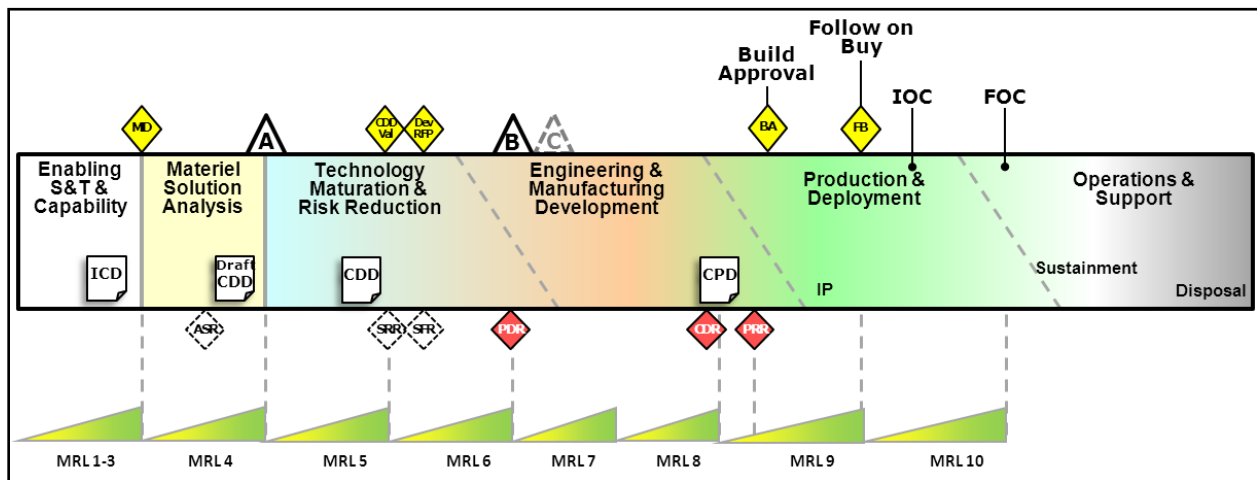 Follow on
Buy
Build
Approval
IOC
FOC
MD
A
CDD
Val
Dev
RFP
B
C
BA
FB
Enabling
S&T &
Capability
Materiel
Solution
Analysis
Technology
Maturation &
Risk Reduction
Engineering &
Manufacturing
Development
Production &
Deployment
Operations &
Support
ICD
Draft
CDD
CDD
CPD
IP
Sustainment
Disposal
ASR
SRR
SFR
PDR
CDR
PRR
MRL 1-3
MRL 4
MRL 5
MRL 6
MRL 7
MRL 8
MRL 9
MRL 10